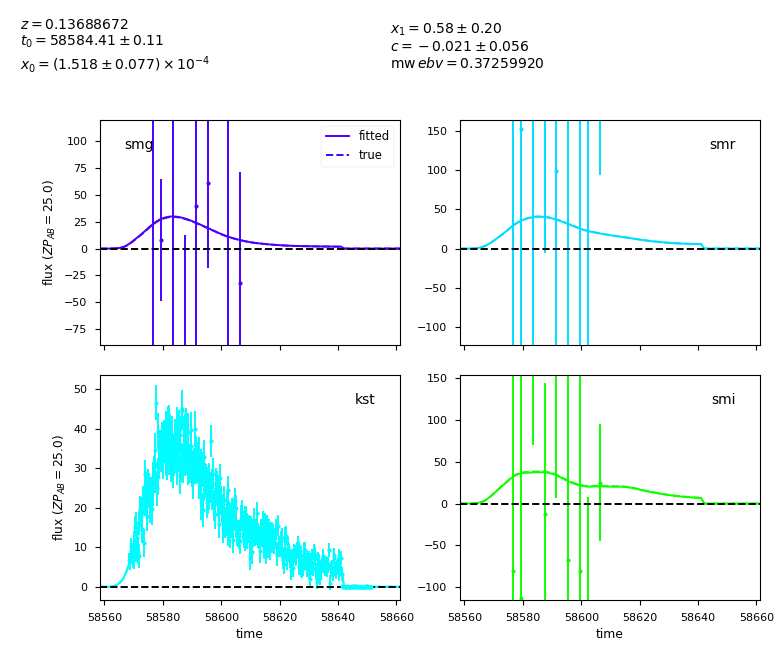 z = 0.13688672
t₀ = 58584.41 ± 0.11
x₀ = (1.518 ± 0.077) × 10⁻⁴
x₁ = 0.58 ± 0.20
c = −0.021 ± 0.056
mw ebv = 0.37259920
smg
fitted
true
100
75
50
25
0
−25
−50
−75
flux (ZP_AB = 25.0)
smr
150
100
50
0
−50
−100
kst
50
40
30
20
10
0
flux (ZP_AB = 25.0)
58560 58580 58600 58620 58640 58660
time
smi
150
100
50
0
−50
−100
58560 58580 58600 58620 58640 58660
time